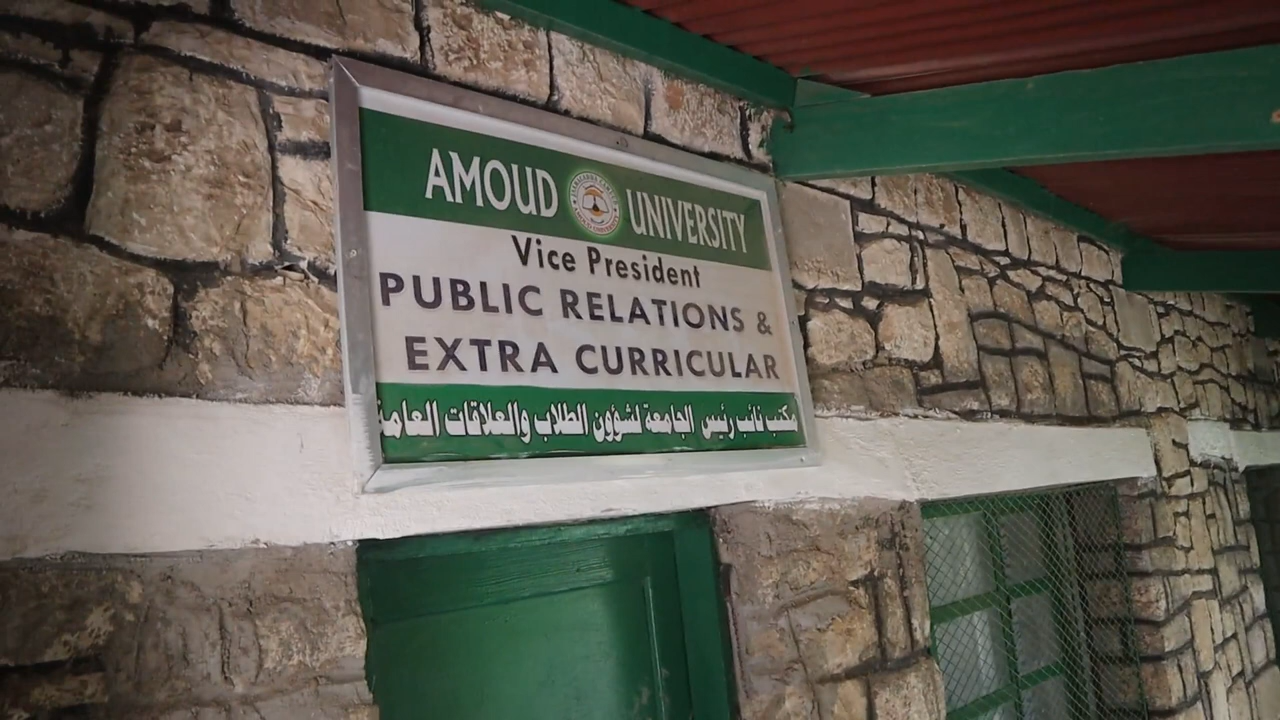 AMOUD UNIVERSITY
Vice President
PUBLIC RELATIONS &
EXTRA CURRICULAR
مكتب نائب رئيس الجامعة لشؤون الطلاب والعلاقات العامة